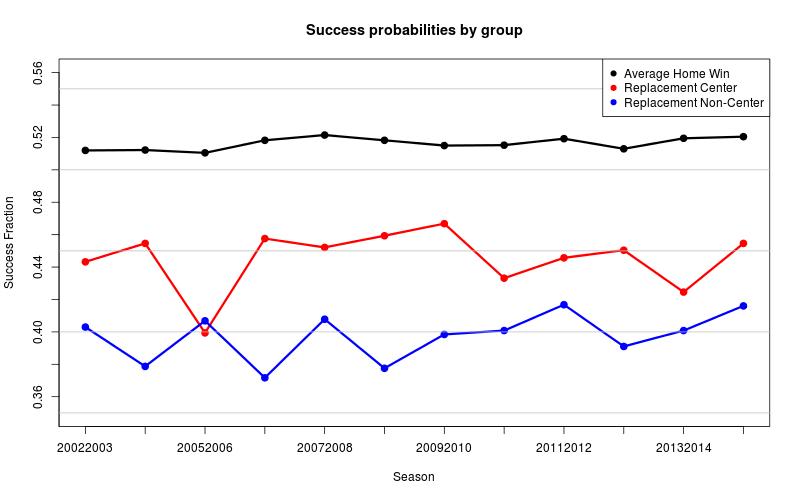 Success probabilities by group
Average Home Win
Replacement Center
Replacement Non-Center
0.56
0.52
0.48
0.44
0.40
0.36
Success Fraction
20022003 20052006 20072008 20092010 20112012 20132014
Season